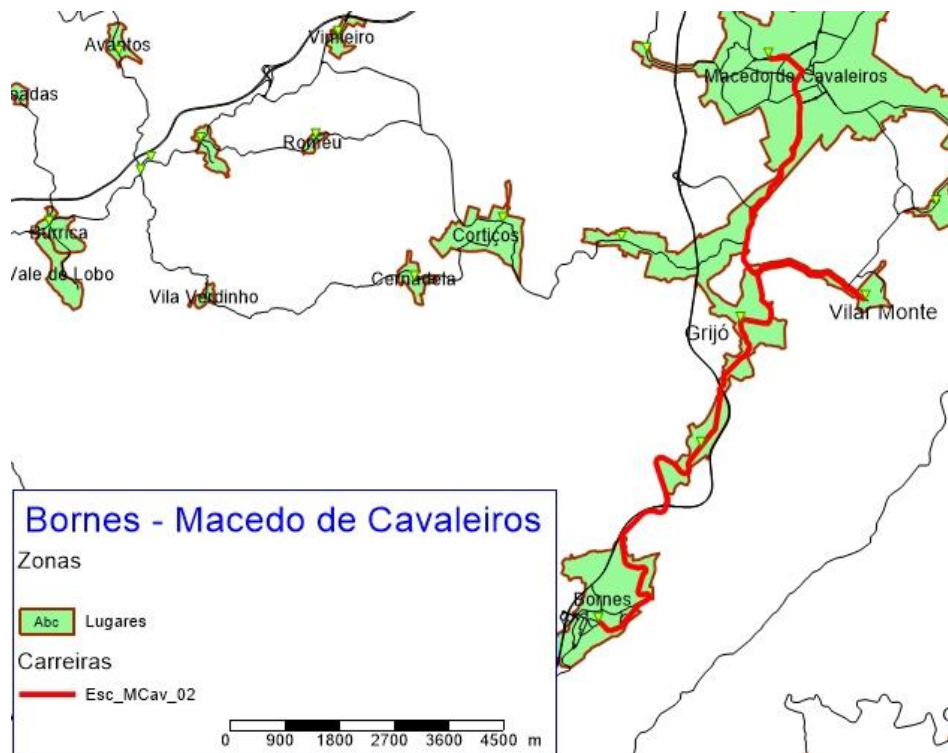 Avantos
Vimieiro
Macedo de Cavaleiros
Romeu
Burrica
Cortiços
Vale de Lobo
Cernadela
Vila Verdinho
Vilar Monte
Grijó
Bornes
Bornes - Macedo de Cavaleiros
Zonas
Abc Lugares
Carreiras
Esc_MCav_02
0 900 1800 2700 3600 4500 m